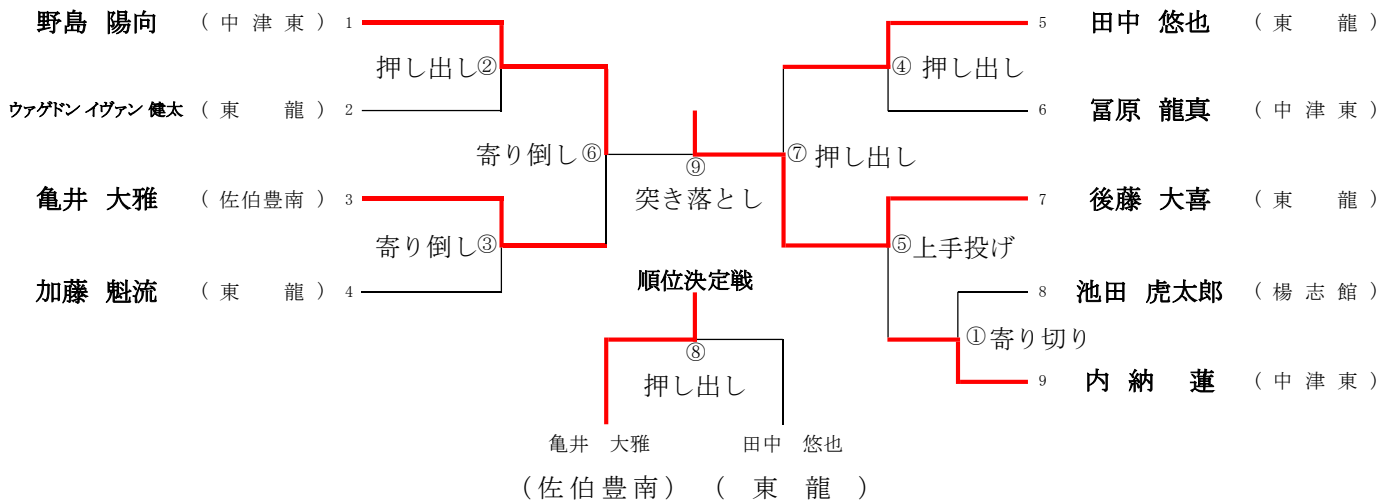 野島 陽向 （中津東） 1
押し出し②
ウァグドン イヴァン 健太 （東　龍） 2
寄り倒し⑥
亀井 大雅 （佐伯豊南） 3
寄り倒し③
加藤 魁流 （東　龍） 4
⑨
突き落とし
5 田中 悠也 （東　龍）
④ 押し出し
6 冨原 龍真 （中津東）
⑦ 押し出し
7 後藤 大喜 （東　龍）
⑤上手投げ
8 池田 虎太郎 （楊志館）
①寄り切り
9 内納 蓮 （中津東）
順位決定戦
⑧
押し出し
亀井　大雅　田中　悠也
（佐伯豊南）（東　龍）